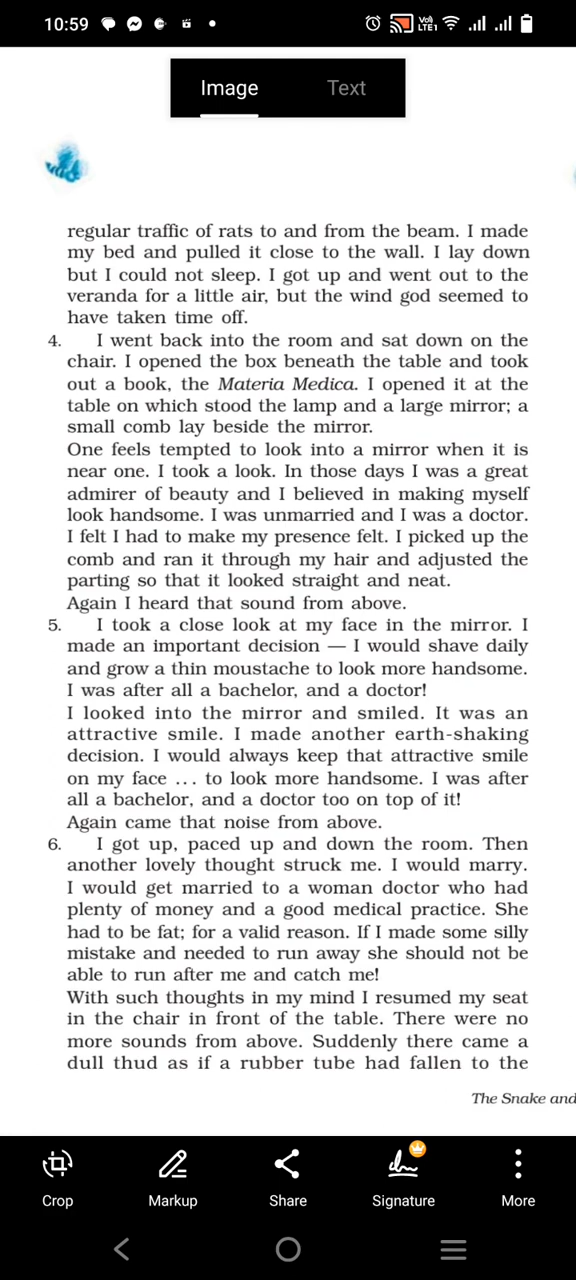 10:59
Vo))
LTE1
Image Text
regular traffic of rats to and from the beam. I made
my bed and pulled it close to the wall. I lay down
but I could not sleep. I got up and went out to the
veranda for a little air, but the wind god seemed to
have taken time off.
4. I went back into the room and sat down on the
chair. I opened the box beneath the table and took
out a book, the Materia Medica. I opened it at the
table on which stood the lamp and a large mirror; a
small comb lay beside the mirror.
One feels tempted to look into a mirror when it is
near one. I took a look. In those days I was a great
admirer of beauty and I believed in making myself
look handsome. I was unmarried and I was a doctor.
I felt I had to make my presence felt. I picked up the
comb and ran it through my hair and adjusted the
parting so that it looked straight and neat.
Again I heard that sound from above.
5. I took a close look at my face in the mirror. I
made an important decision — I would shave daily
and grow a thin moustache to look more handsome.
I was after all a bachelor, and a doctor!
I looked into the mirror and smiled. It was an
attractive smile. I made another earth-shaking
decision. I would always keep that attractive smile
on my face ... to look more handsome. I was after
all a bachelor, and a doctor too on top of it!
Again came that noise from above.
6. I got up, paced up and down the room. Then
another lovely thought struck me. I would marry.
I would get married to a woman doctor who had
plenty of money and a good medical practice. She
had to be fat; for a valid reason. If I made some silly
mistake and needed to run away she should not be
able to run after me and catch me!
With such thoughts in my mind I resumed my seat
in the chair in front of the table. There were no
more sounds from above. Suddenly there came a
dull thud as if a rubber tube had fallen to the
The Snake and
Crop Markup Share Signature More